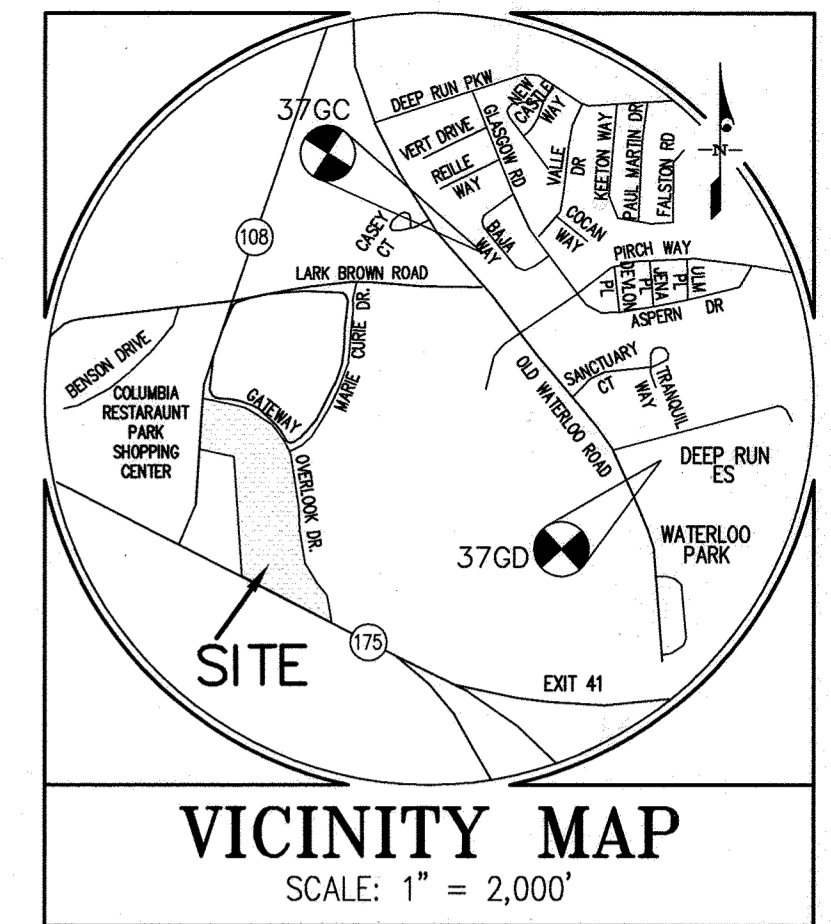 37GC
DEEP RUN PKW
NEW
CASTLE
WAY
VERT DRIVE
GLASGOW RD
REILLE
WAY
VALLE
DR
KEETON WAY
PAUL MARTIN DR
FALSTON RD
N
CASEY
CT
BAJA
WAY
COCAN
WAY
108
LARK BROWN ROAD
PIRCH WAY
DEVLON
PL
JENA
PL
ULM
PL
ASPERN DR
BENSON DRIVE
MARIE CURIE DR.
GATEWAY
OVERLOOK DR.
COLUMBIA
RESTARAUNT
PARK
SHOPPING
CENTER
OLD WATERLOO ROAD
SANCTUARY
CT
TRANQUIL
WAY
DEEP RUN
ES
37GD
WATERLOO
PARK
SITE
175
EXIT 41
VICINITY MAP
SCALE: 1" = 2,000'